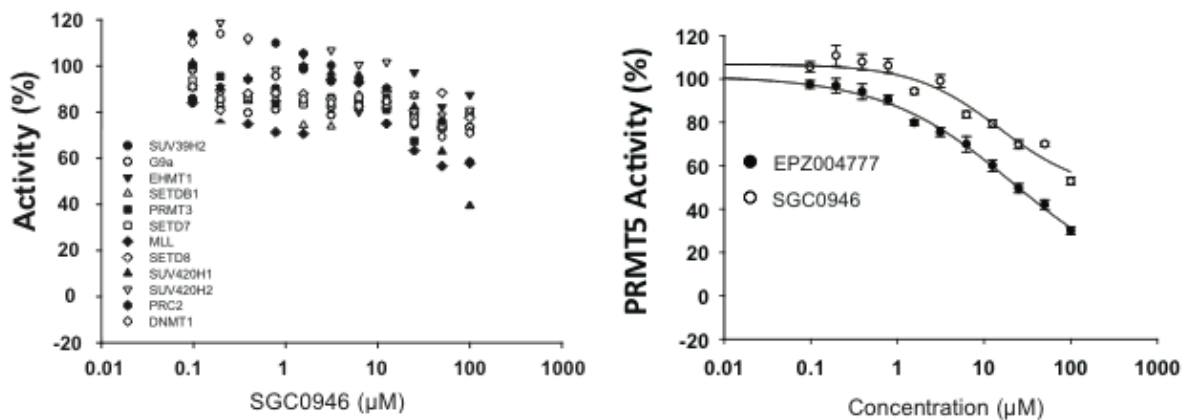 120
100
80
60
40
20
0
-20
Activity (%)
SUV39H2
G9a
EHMT1
SETDB1
PRMT3
SETD7
MLL
SETD8
SUV420H1
SUV420H2
PRC2
DNMT1
0.01 0.1 1 10 100 1000
SGC0946 (µM)
120
100
80
60
40
20
0
-20
PRMT5 Activity (%)
EPZ004777
SGC0946
0.01 0.1 1 10 100 1000
Concentration (µM)